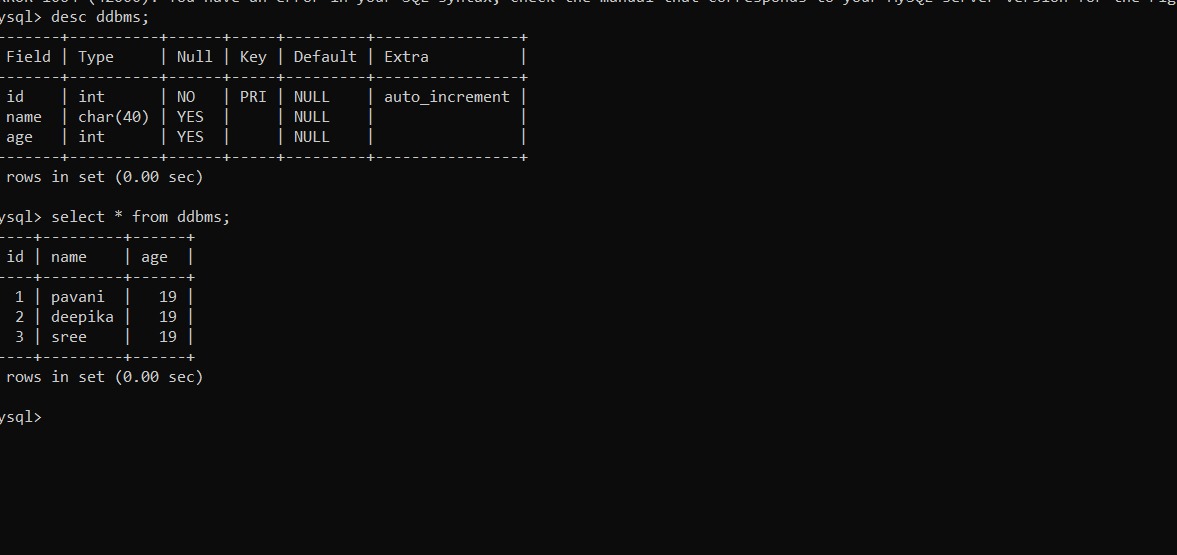 You have an error in your SQL syntax; check the manual that corresponds to your MySQL server version for the rig
ysql> desc ddbms;
-------+----------+------+-----+---------+----------------+
Field | Type     | Null | Key | Default | Extra          |
-------+----------+------+-----+---------+----------------+
id    | int      | NO   | PRI | NULL    | auto_increment |
name  | char(40) | YES  |     | NULL    |                |
age   | int      | YES  |     | NULL    |                |
-------+----------+------+-----+---------+----------------+
rows in set (0.00 sec)
ysql> select * from ddbms;
----+---------+------+
id | name    | age  |
----+---------+------+
1 | pavani  |   19 |
2 | deepika |   19 |
3 | sree    |   19 |
----+---------+------+
rows in set (0.00 sec)
ysql>